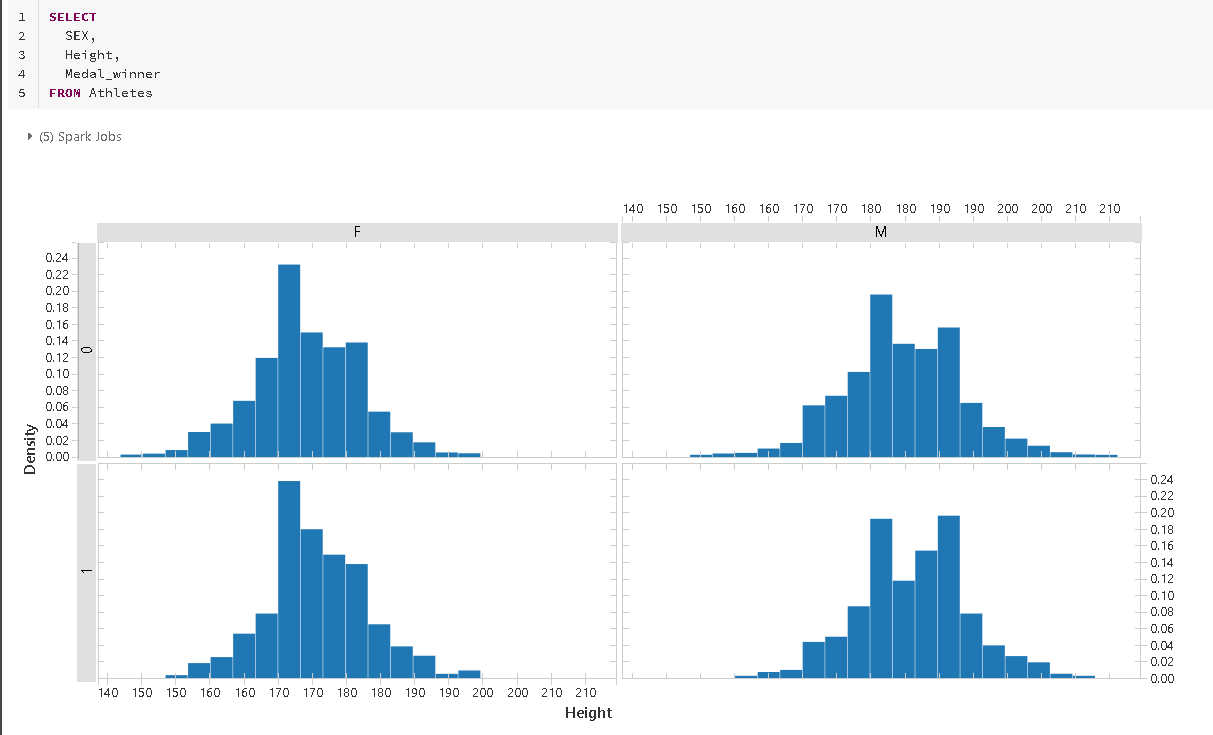 1 SELECT
2 SEX,
3 Height,
4 Medal_winner
5 FROM Athletes
(5) Spark Jobs
140 150 150 160 160 170 170 180 180 190 190 200 200 210 210
F M
0.24
0.22
0.20
0.18
0.16
0.14
0.12
0.10
0.08
0.06
0.04
0.02
0.00
0
Density
1
0.24
0.22
0.20
0.18
0.16
0.14
0.12
0.10
0.08
0.06
0.04
0.02
0.00
140 150 150 160 160 170 170 180 180 190 190 200 200 210 210
Height